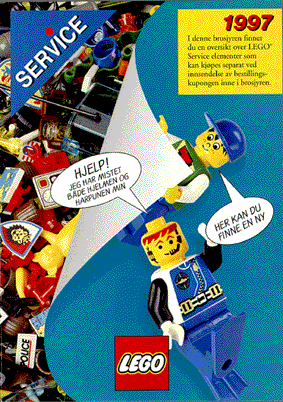 SERVICE
1997
I denne brosjyren finner
du en oversikt over LEGO®
Service elementer som
kan kjøpes separat ved
innsendelse av bestillings-
kupongen inne i brosjyren.
HJELP!
JEG HAR MISTET
BÅDE HJELMEN OG
HARPUNEN MIN
HER KAN DU
FINNE EN NY
POLICE
LEGO